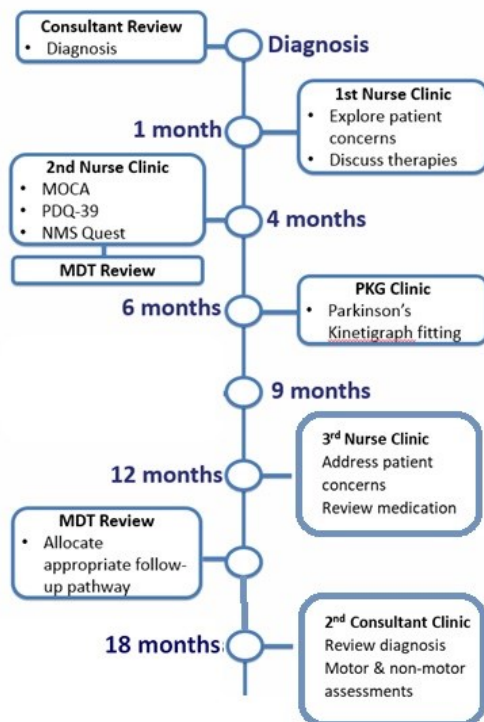 Consultant Review
• Diagnosis
Diagnosis
1 month
1st Nurse Clinic
• Explore patient
concerns
• Discuss therapies
2nd Nurse Clinic
• MOCA
• PDQ-39
• NMS Quest
MDT Review
4 months
6 months
PKG Clinic
• Parkinson's
Kinetigraph fitting
9 months
12 months
3rd Nurse Clinic
Address patient
concerns
Review medication
MDT Review
• Allocate
appropriate follow-
up pathway
18 months
2nd Consultant Clinic
Review diagnosis
Motor & non-motor
assessments